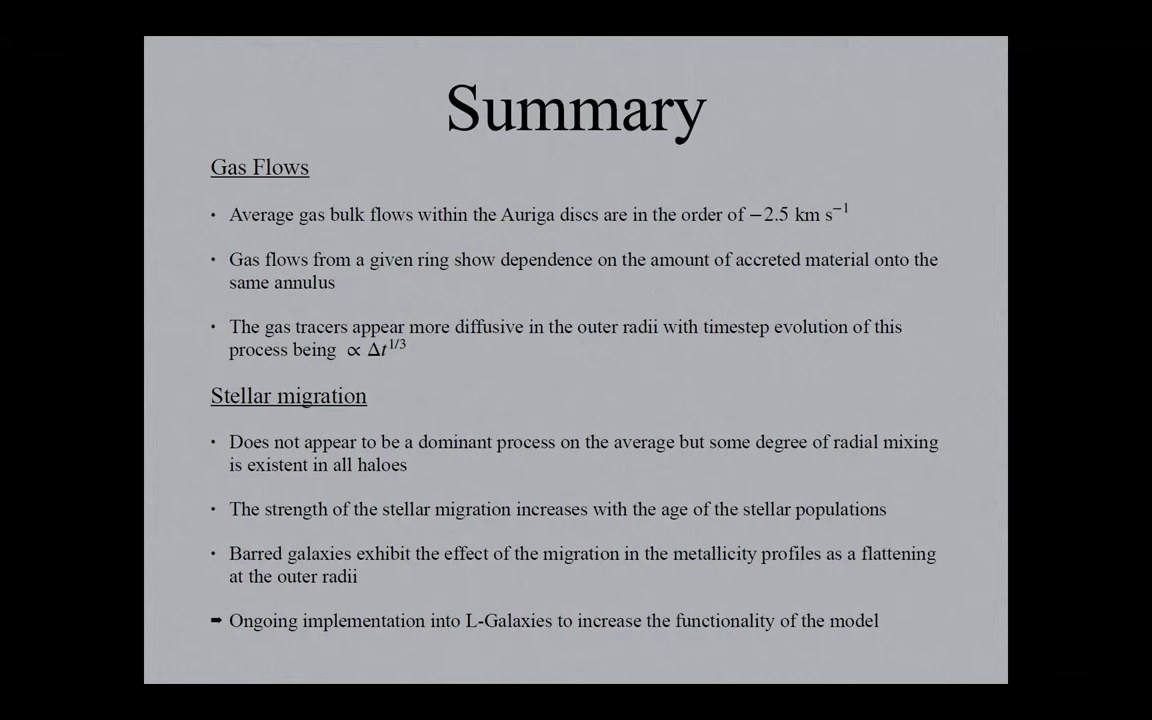 Summary
Gas Flows
• Average gas bulk flows within the Auriga discs are in the order of −2.5 km s⁻¹
• Gas flows from a given ring show dependence on the amount of accreted material onto the
same annulus
• The gas tracers appear more diffusive in the outer radii with timestep evolution of this
process being ∝ Δt^{1/3}
Stellar migration
• Does not appear to be a dominant process on the average but some degree of radial mixing
is existent in all haloes
• The strength of the stellar migration increases with the age of the stellar populations
• Barred galaxies exhibit the effect of the migration in the metallicity profiles as a flattening
at the outer radii
➡ Ongoing implementation into L-Galaxies to increase the functionality of the model